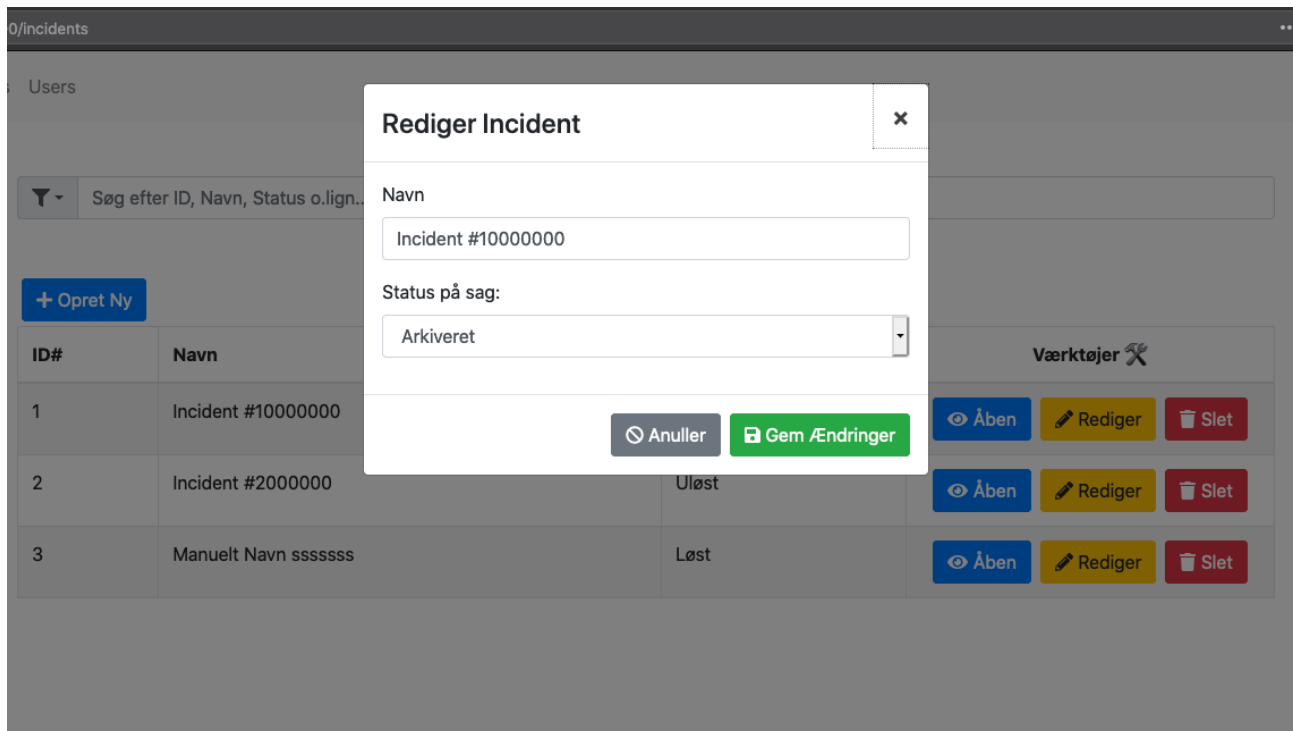 0/incidents
Users
Rediger Incident
Navn
Søg efter ID, Navn, Status o.lign..
Incident #10000000
Status på sag:
Opret Ny
Arkiveret
ID# Navn Værktøjer
1 Incident #10000000 Åben Rediger Slet
Anuller Gem Ændringer
2 Incident #2000000 Uløst Åben Rediger Slet
3 Manuelt Navn sssssss Løst Åben Rediger Slet